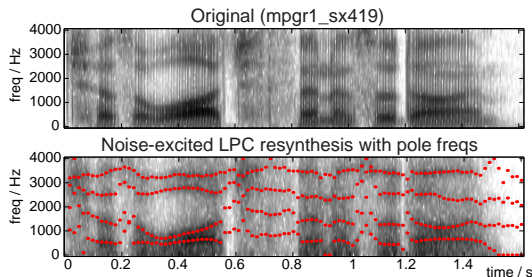 Original (mpgr1_sx419)
4000
3000
2000
1000
0
freq / Hz
Noise-excited LPC resynthesis with pole freqs
4000
3000
2000
1000
0
freq / Hz
0 0.2 0.4 0.6 0.8 1 1.2 1.4
time / s